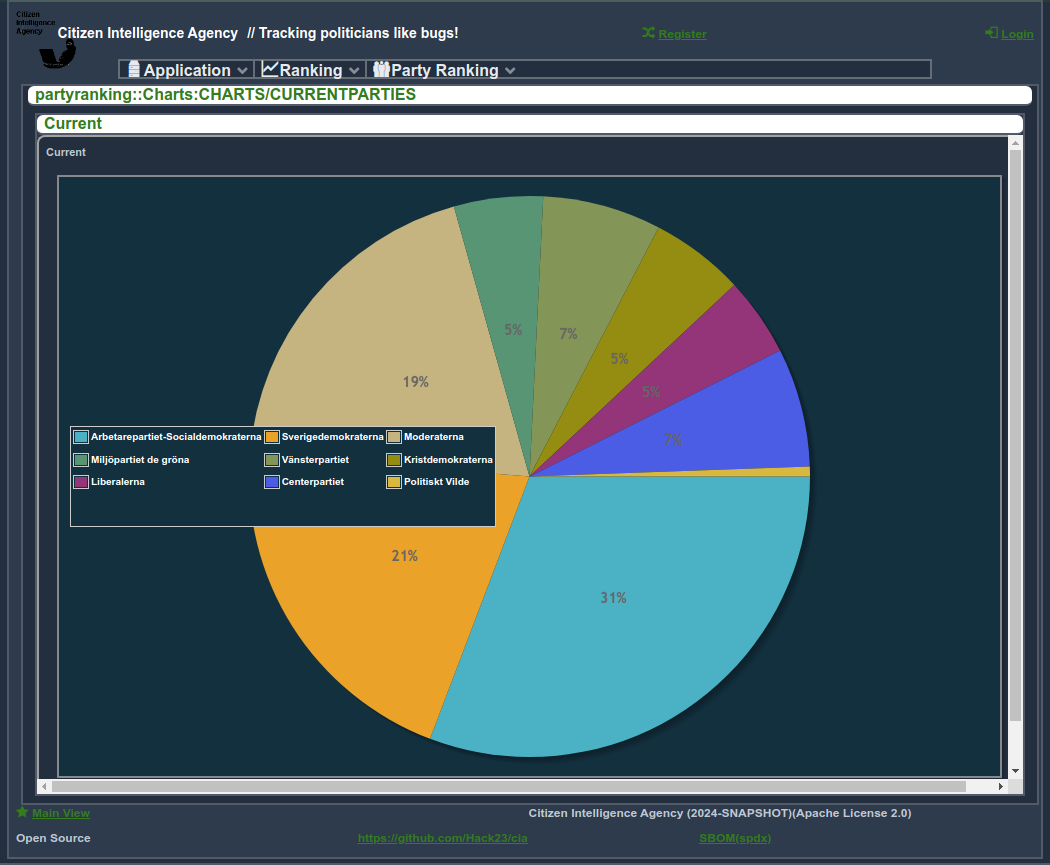 Citizen
Intelligence
Agency
Citizen Intelligence Agency // Tracking politicians like bugs!
Register
Login
Application
Ranking
Party Ranking
partyranking::Charts:CHARTS/CURRENTPARTIES
Current
Current
5%
7%
5%
19%
5%
7%
Arbetarepartiet-Socialdemokraterna Sverigedemokraterna Moderaterna
Miljöpartiet de gröna Vänsterpartiet Kristdemokraterna
Liberalerna Centerpartiet Politiskt Vilde
21%
31%
Main View
Citizen Intelligence Agency (2024-SNAPSHOT)(Apache License 2.0)
Open Source
https://github.com/Hack23/cia
SBOM(spdx)